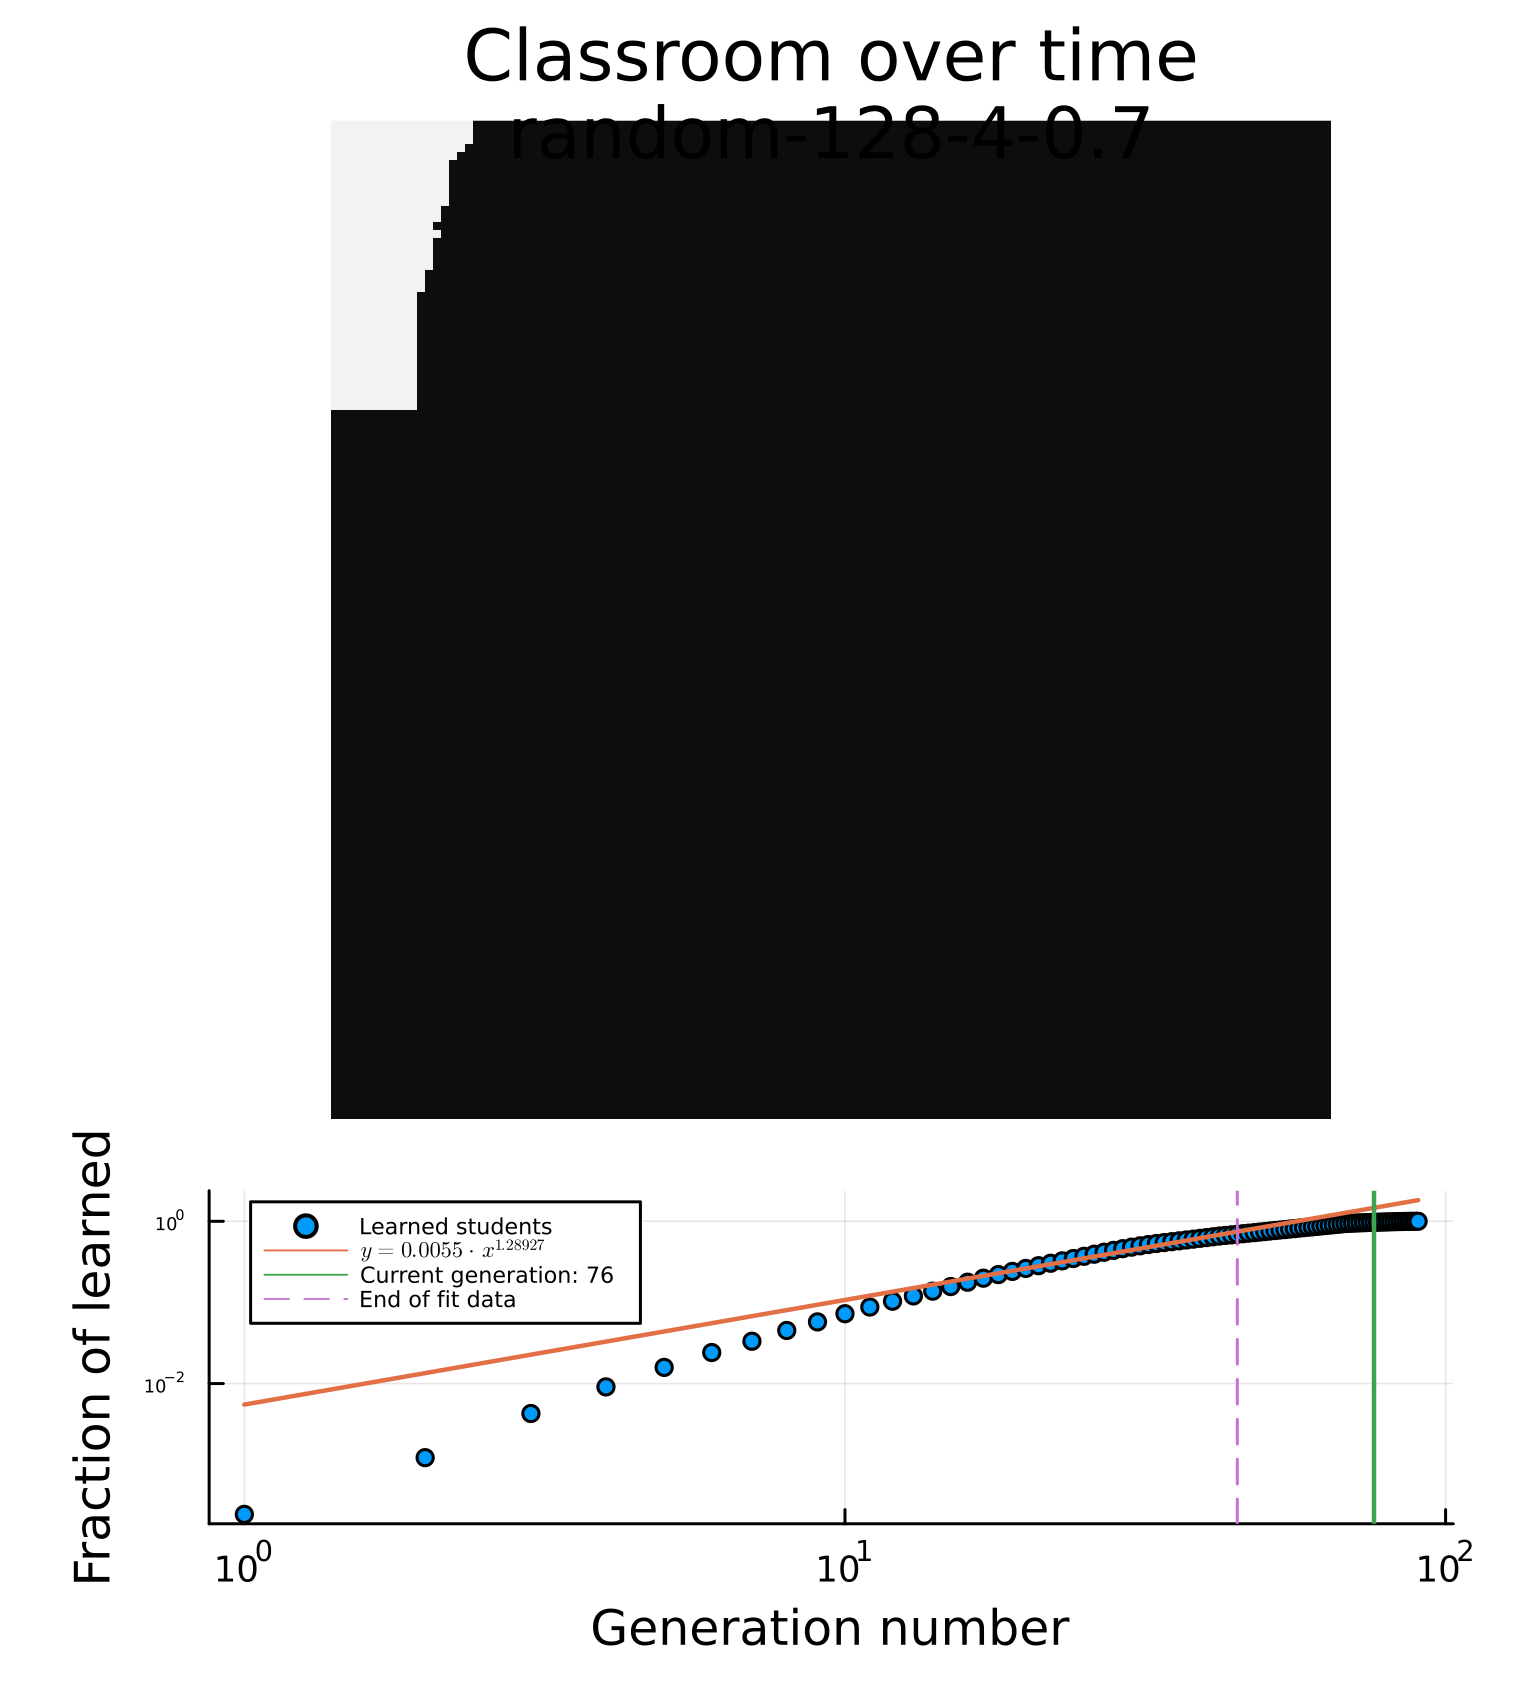 Classroom over time
random-128-4-0.7
Fraction of learned
10⁰
10⁻²
Learned students
y = 0.0055 · x^1.28927
Current generation: 76
End of fit data
10⁰
10¹
10²
Generation number